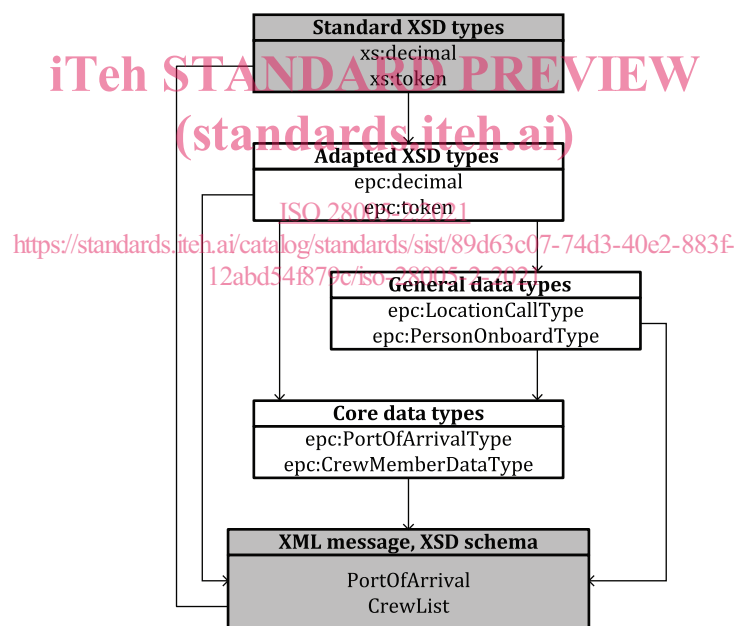 Standard XSD types
xs:decimal
xs:token
iTeh STANDARD PREVIEW
(standards.iteh.ai)
Adapted XSD types
epc:decimal
epc:token
ISO 28005-2:2021
https://standards.iteh.ai/catalog/standards/sist/89d63c07-74d3-40e2-883f-
12abd54f879c/iso-28005-2-2021
General data types
epc:LocationCallType
epc:PersonOnboardType
Core data types
epc:PortOfArrivalType
epc:CrewMemberDataType
XML message, XSD schema
PortOfArrival
CrewList